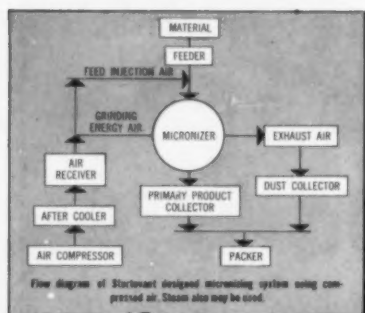 MATERIAL
FEEDER
FEED INJECTION AIR
GRINDING
ENERGY AIR
MICRONIZER
EXHAUST AIR
AIR
RECEIVER
PRIMARY PRODUCT
COLLECTOR
DUST COLLECTOR
AFTER COOLER
AIR COMPRESSOR
PACKER
Flow diagram of Sturtevant designed micronizing system using com-
pressed air. Steam also may be used.